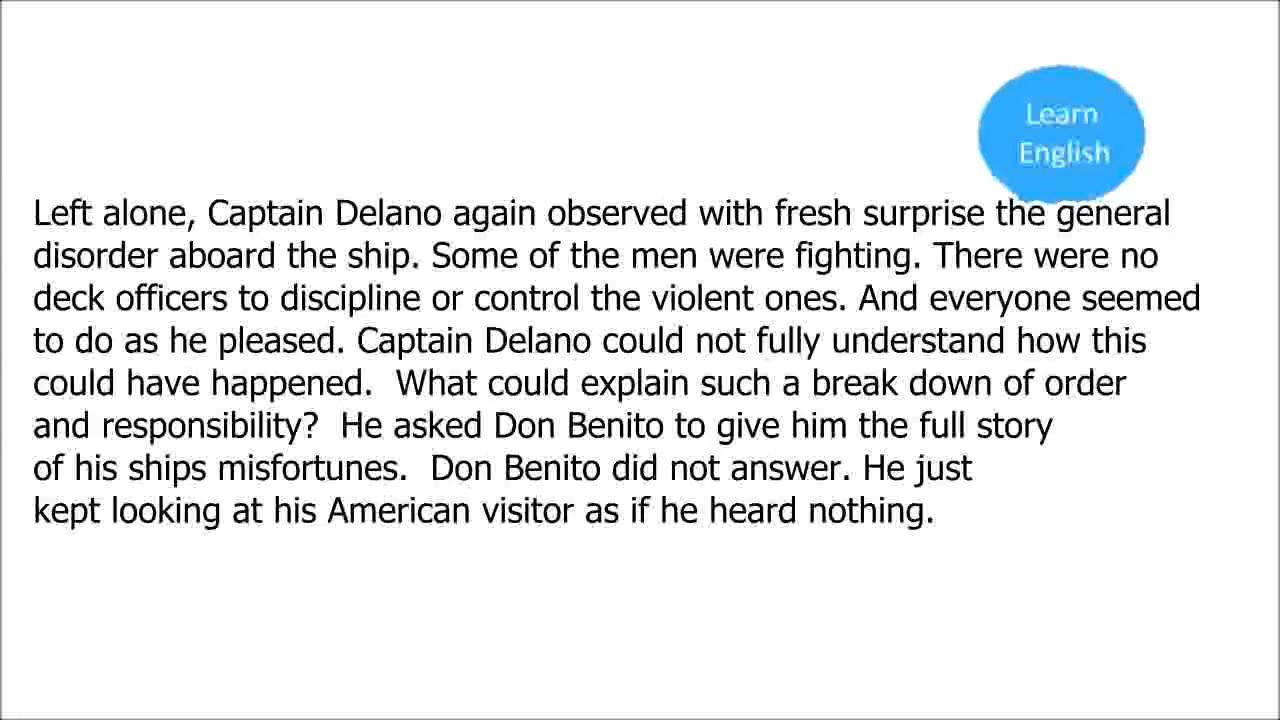 Learn
English
Left alone, Captain Delano again observed with fresh surprise the general
disorder aboard the ship. Some of the men were fighting. There were no
deck officers to discipline or control the violent ones. And everyone seemed
to do as he pleased. Captain Delano could not fully understand how this
could have happened.  What could explain such a break down of order
and responsibility?  He asked Don Benito to give him the full story
of his ships misfortunes.  Don Benito did not answer. He just
kept looking at his American visitor as if he heard nothing.